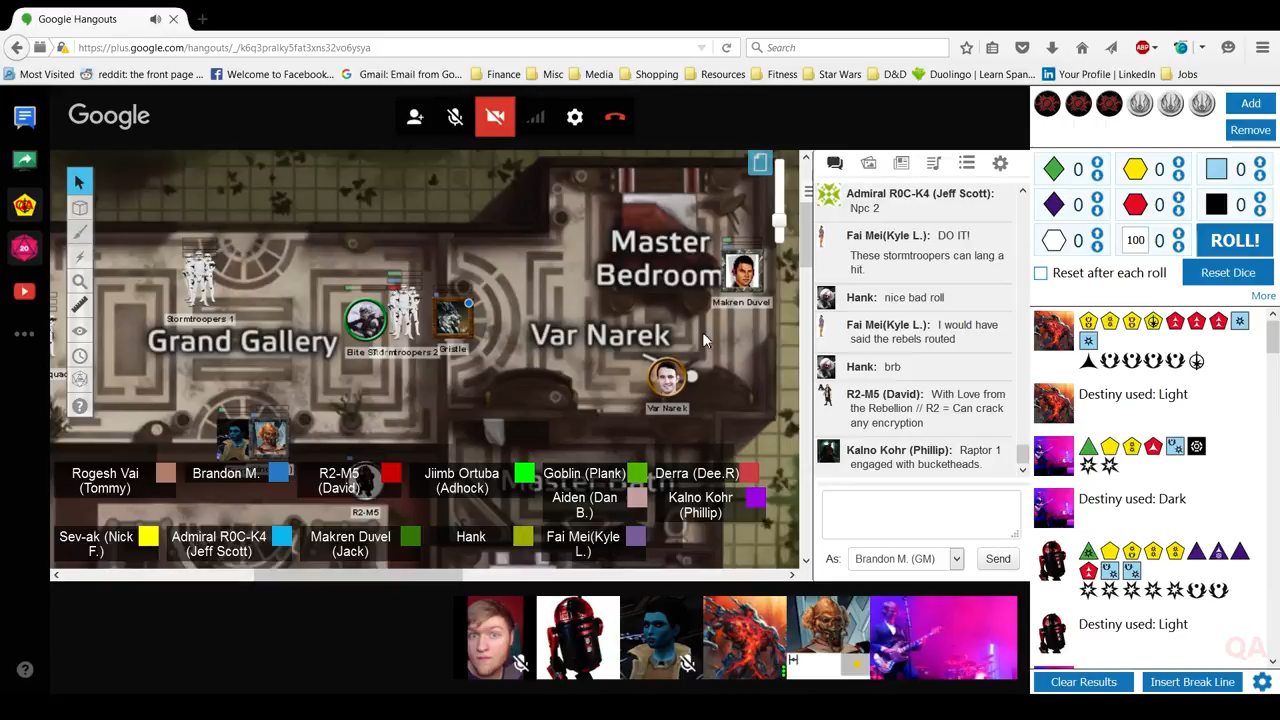 Google Hangouts
https://plus.google.com/hangouts/_/k6q3pralky5fat3xns32vo6ysya
Search
ABP
Most Visited
reddit: the front page ...
Welcome to Facebook...
Gmail: Email from Go...
Finance
Misc
Media
Shopping
Resources
Fitness
Star Wars
D&D
Duolingo | Learn Span...
Your Profile | LinkedIn
Jobs
Google
Add
Remove
0
0
0
0
0
0
0
100
0
ROLL!
Reset after each roll
Reset Dice
More
Admiral R0C-K4 (Jeff Scott):
Npc 2
Fai Mei(Kyle L.): DO IT!
These stormtroopers can lang a
hit.
Hank: nice bad roll
Fai Mei(Kyle L.): I would have
said the rebels routed
Hank: brb
R2-M5 (David): With Love from
the Rebellion // R2 = Can crack
any encryption
Kalno Kohr (Phillip): Raptor 1
engaged with bucketheads.
As:
Brandon M. (GM)
Send
Master
Bedroom
Makren Duvel
Stormtroopers 1
Grand Gallery
Gristle
Var Narek
Var Narek
R2-M5
Rogesh Vai
(Tommy)
Brandon M.
R2-M5
(David)
Jiimb Ortuba
(Adhock)
Goblin (Plank)
Derra (Dee.R)
Aiden (Dan
B.)
Kalno Kohr
(Phillip)
Sev-ak (Nick
F.)
Admiral R0C-K4
(Jeff Scott)
Makren Duvel
(Jack)
Hank
Fai Mei(Kyle
L.)
Destiny used: Light
Destiny used: Dark
Destiny used: Light
QA
Clear Results
Insert Break Line